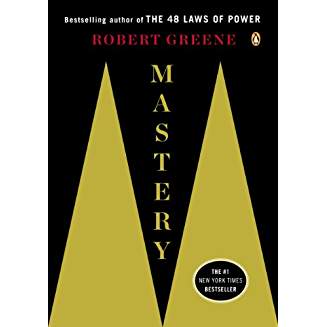 Bestselling author of THE 48 LAWS OF POWER
ROBERT GREENE
MASTERY
THE #1
NEW YORK TIMES
BESTSELLER